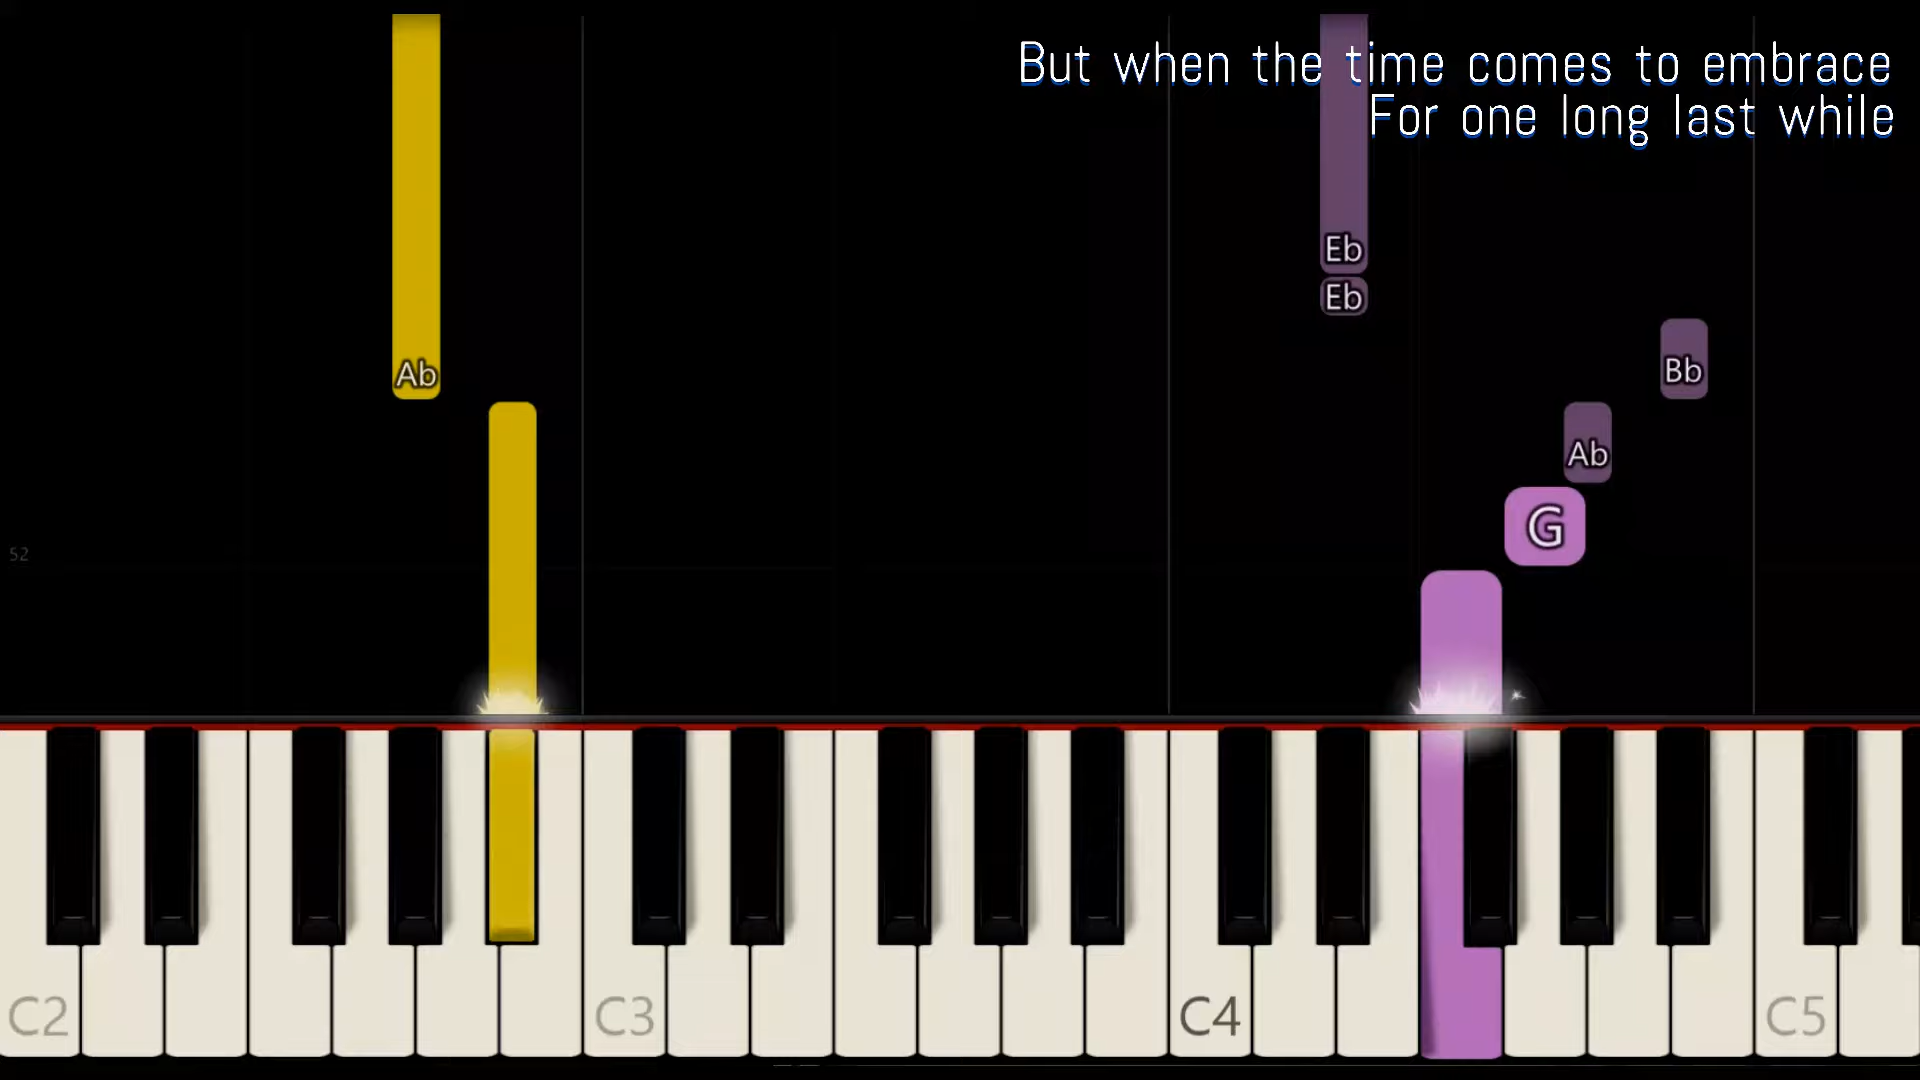 But when the time comes to embrace
For one long last while
Eb
Eb
Ab
Bb
Ab
G
52
C2
C3
C4
C5